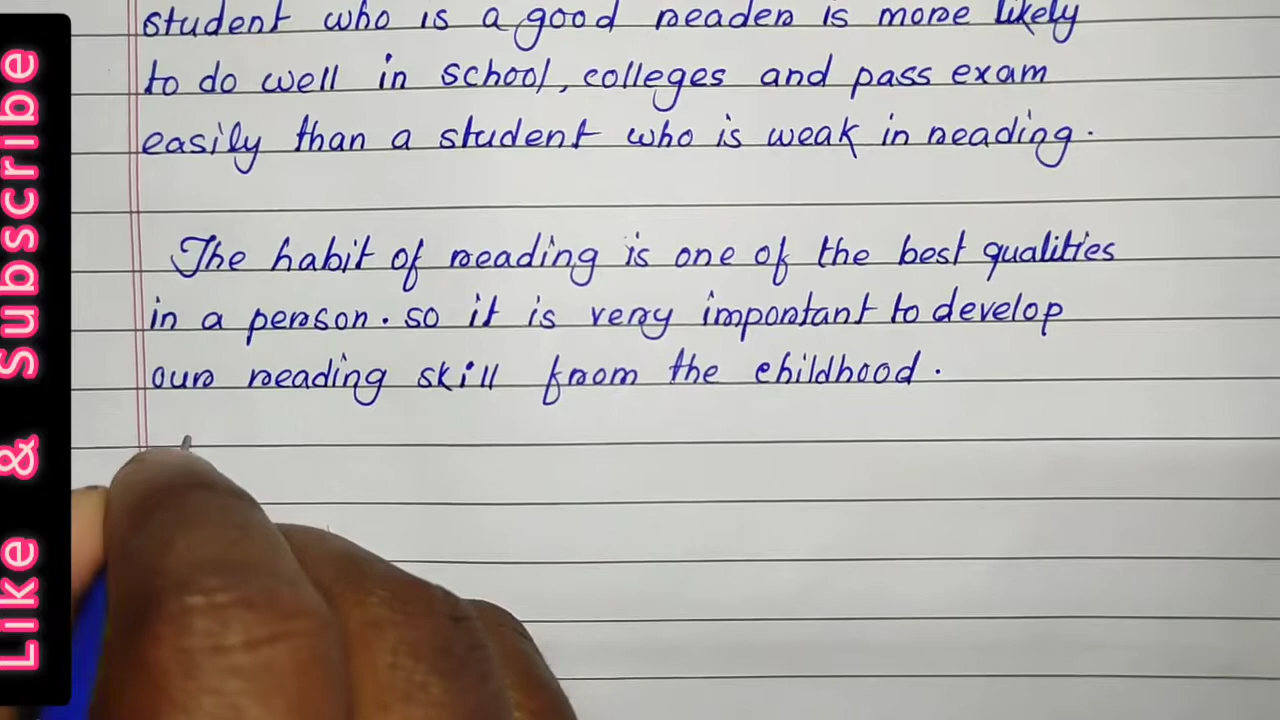 student who is a good reader is more likely
to do well in school, colleges and pass exam
easily than a student who is weak in reading.
The habit of reading is one of the best qualities
in a person. so it is very important to develop
our reading skill from the childhood.
Like & Subscribe